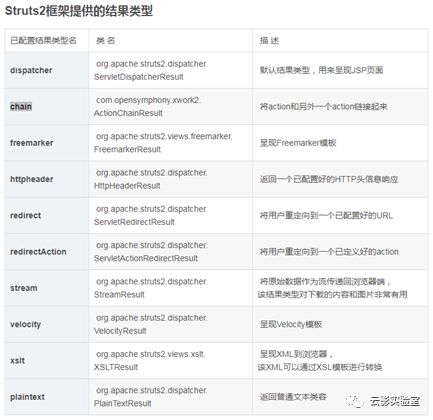 Struts2框架提供的结果类型
已配置结果类型名 类 名 描 述
dispatcher org.apache.struts2.dispatcher.
ServletDispatcherResult 默认结果类型，用来呈现JSP页面
chain com.opensymphony.xwork2.
ActionChainResult 将action和另外一个action链接起来
freemarker org.apache.struts2.views.freemarker.
FreemarkerResult 呈现Freemarker模板
httpheader org.apache.struts2.dispatcher.
HttpHeaderResult 返回一个已配置好的HTTP头信息响应
redirect org.apache.struts2.dispatcher.
ServletRedirectResult 将用户重定向到一个已配置好的URL
redirectAction org.apache.struts2.dispatcher.
ServletActionRedirectResult 将用户重定向到一个已定义好的action
stream org.apache.struts2.dispatcher.
StreamResult 将原始数据作为流传递回浏览器端，
该结果类型对下载的内容和图片非常有用
velocity org.apache.struts2.dispatcher.
VelocityResult 呈现Velocity模板
xslt org.apache.struts2.views.xslt.
XSLTResult 呈现XML到浏览器，
该XML可以通过XSL模板进行转换
plaintext org.apache.struts2.dispatcher.
PlainTextResult 返回普通文本类容
云影实验室